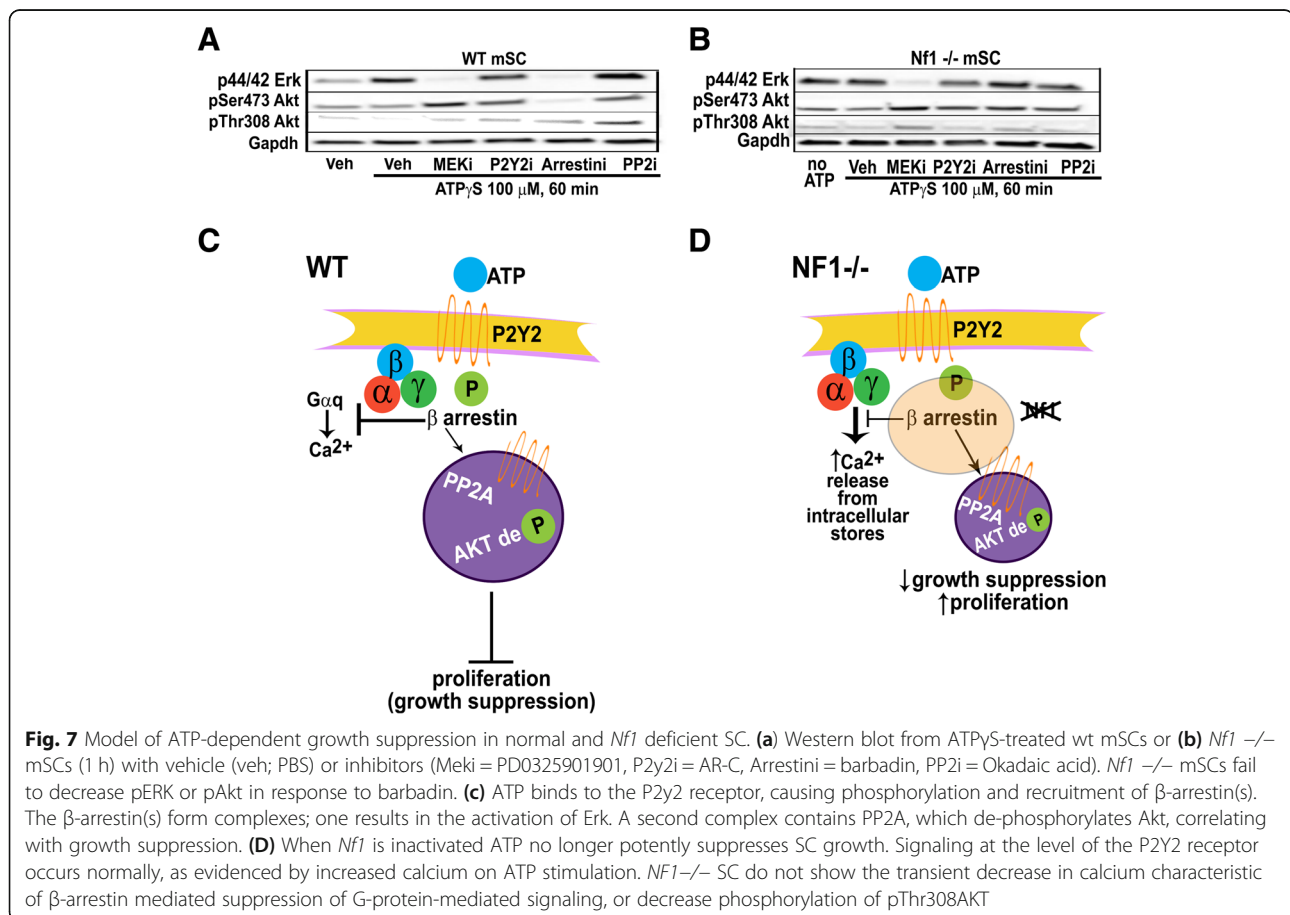 A
WT mSC
p44/42 Erk
pSer473 Akt
pThr308 Akt
Gapdh
Veh Veh MEKi P2Y2i Arrestini PP2i
ATPγS 100 μM, 60 min
B
Nf1 -/- mSC
p44/42 Erk
pSer473 Akt
pThr308 Akt
Gapdh
no
ATP
Veh MEKi P2Y2i Arrestini PP2i
ATPγS 100 μM, 60 min
C
WT
ATP
P2Y2
β
α γ P
Gαq
Ca2+
β arrestin
PP2A
AKT de P
proliferation
(growth suppression)
D
NF1-/-
ATP
P2Y2
β
α γ P
β arrestin
Nf1
↑Ca2+
release
from
intracellular
stores
PP2A
AKT de P
↓growth suppression
↑proliferation
Fig. 7 Model of ATP-dependent growth suppression in normal and Nf1 deficient SC. (a) Western blot from ATPγS-treated wt mSCs or (b) Nf1 −/−
mSCs (1 h) with vehicle (veh; PBS) or inhibitors (Meki = PD0325901901, P2y2i = AR-C, Arrestini = barbadin, PP2i = Okadaic acid). Nf1 −/− mSCs fail
to decrease pERK or pAkt in response to barbadin. (c) ATP binds to the P2y2 receptor, causing phosphorylation and recruitment of β-arrestin(s).
The β-arrestin(s) form complexes; one results in the activation of Erk. A second complex contains PP2A, which de-phosphorylates Akt, correlating
with growth suppression. (D) When Nf1 is inactivated ATP no longer potently suppresses SC growth. Signaling at the level of the P2Y2 receptor
occurs normally, as evidenced by increased calcium on ATP stimulation. NF1−/− SC do not show the transient decrease in calcium characteristic
of β-arrestin mediated suppression of G-protein-mediated signaling, or decrease phosphorylation of pThr308AKT